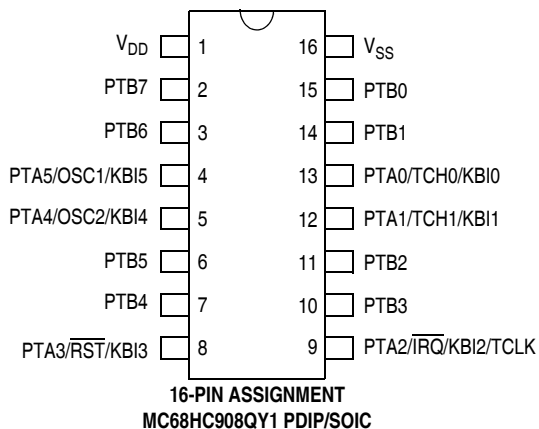 VDD 1 16 VSS
PTB7 2 15 PTB0
PTB6 3 14 PTB1
PTA5/OSC1/KBI5 4 13 PTA0/TCH0/KBI0
PTA4/OSC2/KBI4 5 12 PTA1/TCH1/KBI1
PTB5 6 11 PTB2
PTB4 7 10 PTB3
PTA3/R̅S̅T̅/KBI3 8 9 PTA2/I̅R̅Q̅/KBI2/TCLK
16-PIN ASSIGNMENT
MC68HC908QY1 PDIP/SOIC